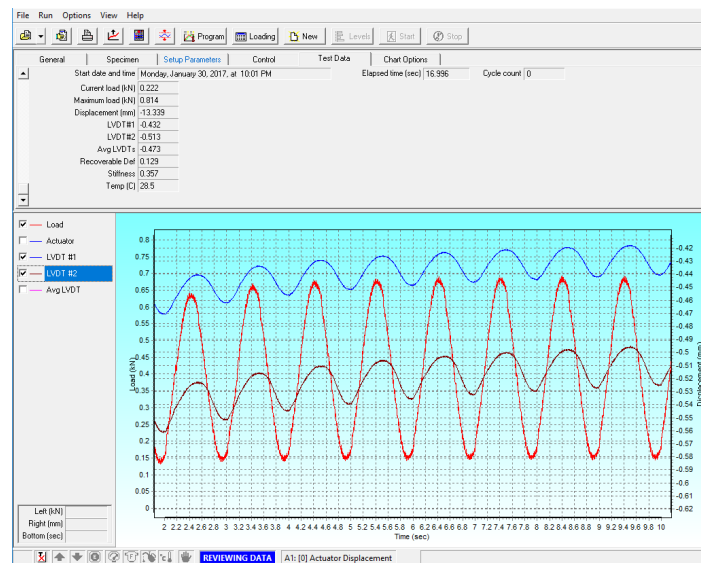 File Run Options View Help
Program Loading New Levels Start Stop
General Specimen Setup Parameters Control Test Data Chart Options
Start date and time Monday, January 30, 2017, at 10:01 PM Elapsed time (sec) 16.996 Cycle count 0
Current load (kN) 0.222
Maximum load (kN) 0.814
Displacement (mm) -13.339
LVDT#1 -0.432
LVDT#2 -0.513
Avg LVDTs -0.473
Recoverable Def 0.129
Stiffness 0.357
Temp (C) 28.5
Load
Actuator
LVDT #1
LVDT #2
Avg LVDT
Load (kN)
0.8
0.75
0.7
0.65
0.6
0.55
0.5
0.45
0.4
0.35
0.3
0.25
0.2
0.15
0.1
0.05
0
-0.42
-0.43
-0.44
-0.45
-0.46
-0.47
-0.48
-0.49
-0.5
-0.51
-0.52
-0.53
-0.54
-0.55
-0.56
-0.57
-0.58
-0.59
-0.6
-0.61
-0.62
Displacement (mm)
2 2.2 2.4 2.6 2.8 3 3.2 3.4 3.6 3.8 4 4.2 4.4 4.6 4.8 5 5.2 5.4 5.6 5.8 6 6.2 6.4 6.6 6.8 7 7.2 7.4 7.6 7.8 8 8.2 8.4 8.6 8.8 9 9.2 9.4 9.6 9.8 10
Time (sec)
Left (kN)
Right (mm)
Bottom (sec)
REVIEWING DATA A1: [0] Actuator Displacement